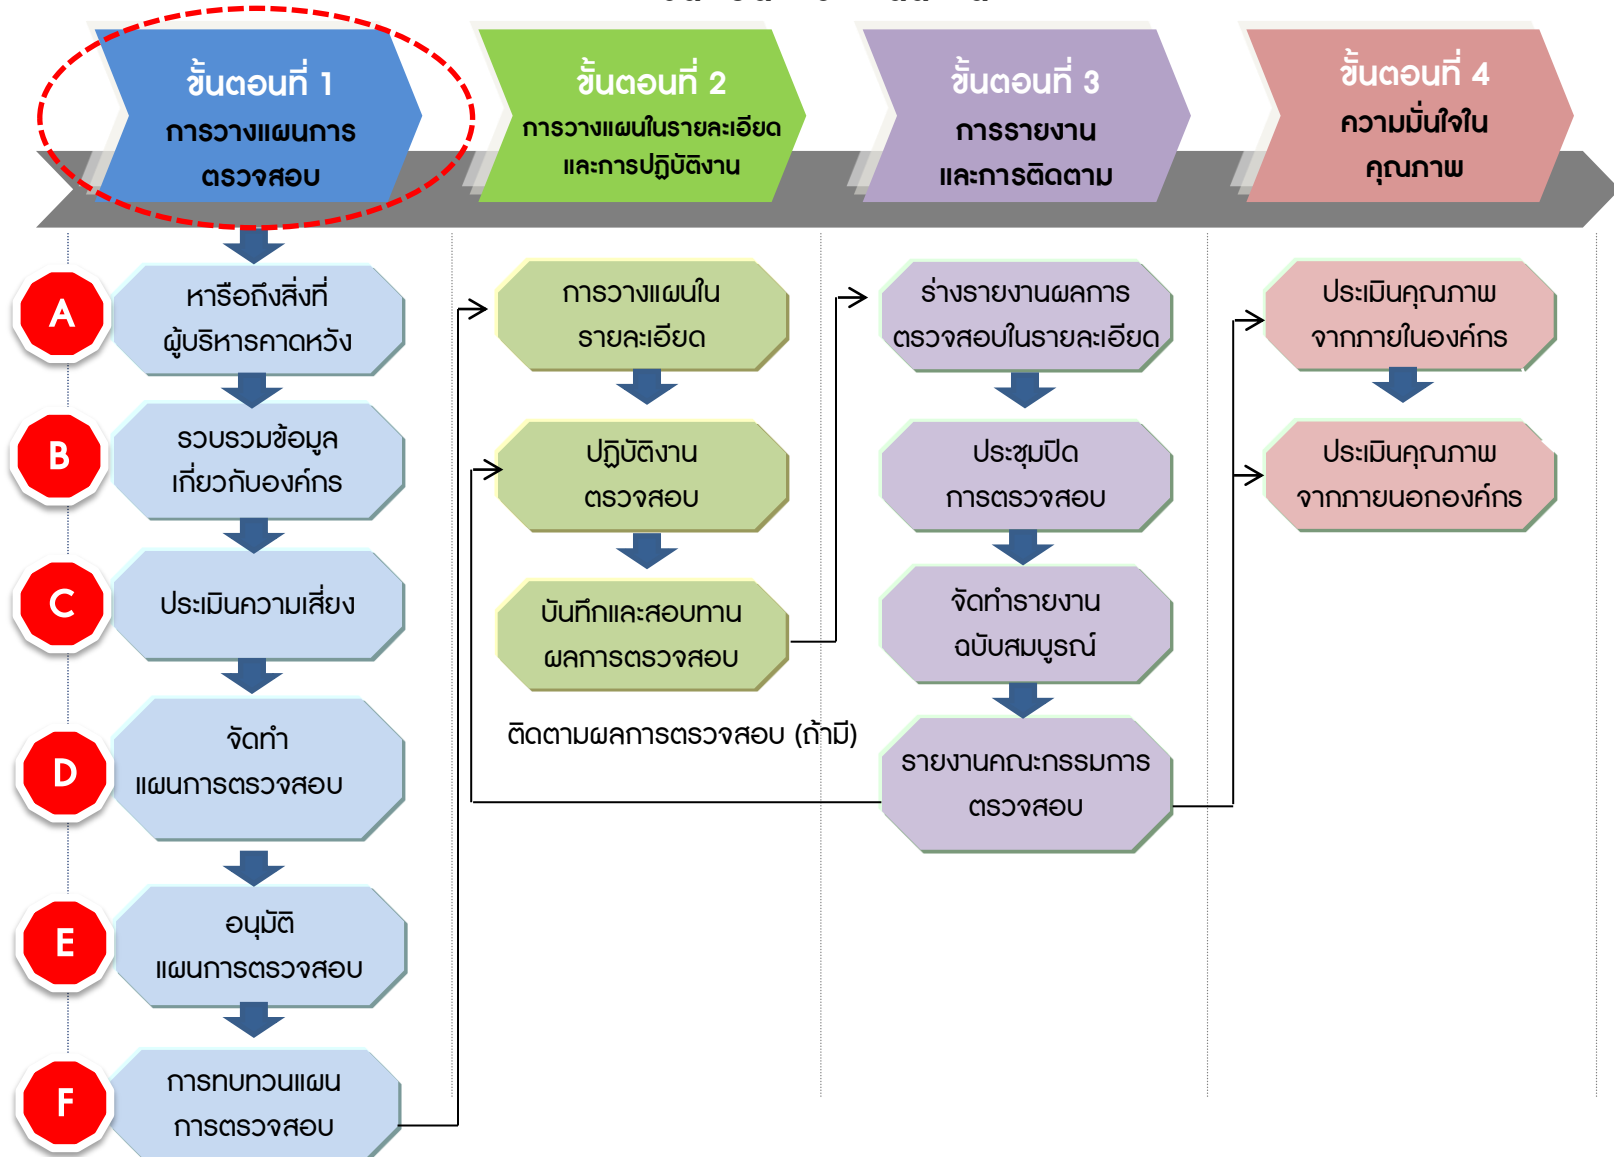 ขั้นตอนที่ 1
การวางแผนการ
ตรวจสอบ
ขั้นตอนที่ 2
การวางแผนในรายละเอียด
และการปฏิบัติงาน
ขั้นตอนที่ 3
การรายงาน
และการติดตาม
ขั้นตอนที่ 4
ความมั่นใจใน
คุณภาพ
A
หารือถึงสิ่งที่
ผู้บริหารคาดหวัง
B
รวบรวมข้อมูล
เกี่ยวกับองค์กร
C
ประเมินความเสี่ยง
D
จัดทำ
แผนการตรวจสอบ
E
อนุมัติ
แผนการตรวจสอบ
F
การทบทวนแผน
การตรวจสอบ
การวางแผนใน
รายละเอียด
ปฏิบัติงาน
ตรวจสอบ
บันทึกและสอบทาน
ผลการตรวจสอบ
ติดตามผลการตรวจสอบ (ถ้ามี)
ร่างรายงานผลการ
ตรวจสอบในรายละเอียด
ประชุมปิด
การตรวจสอบ
จัดทำรายงาน
ฉบับสมบูรณ์
รายงานคณะกรรมการ
ตรวจสอบ
ประเมินคุณภาพ
จากภายในองค์กร
ประเมินคุณภาพ
จากภายนอกองค์กร